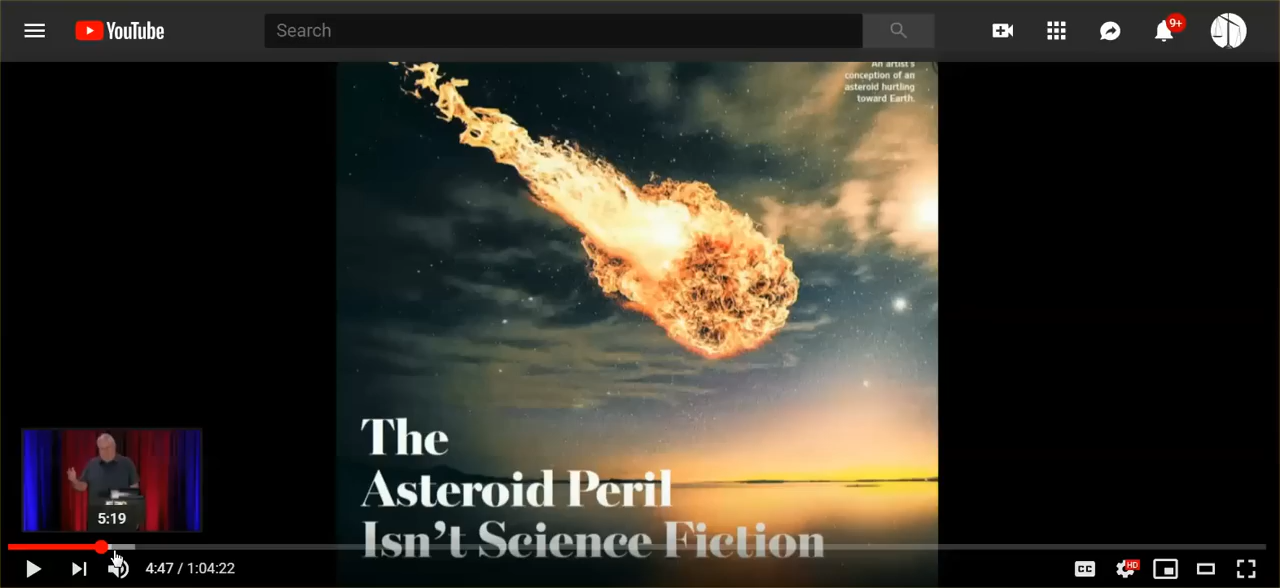 YouTube
Search
9+
An artist's
conception of an
asteroid hurtling
toward Earth.
The
Asteroid Peril
Isn't Science Fiction
5:19
4:47 / 1:04:22
CC
HD